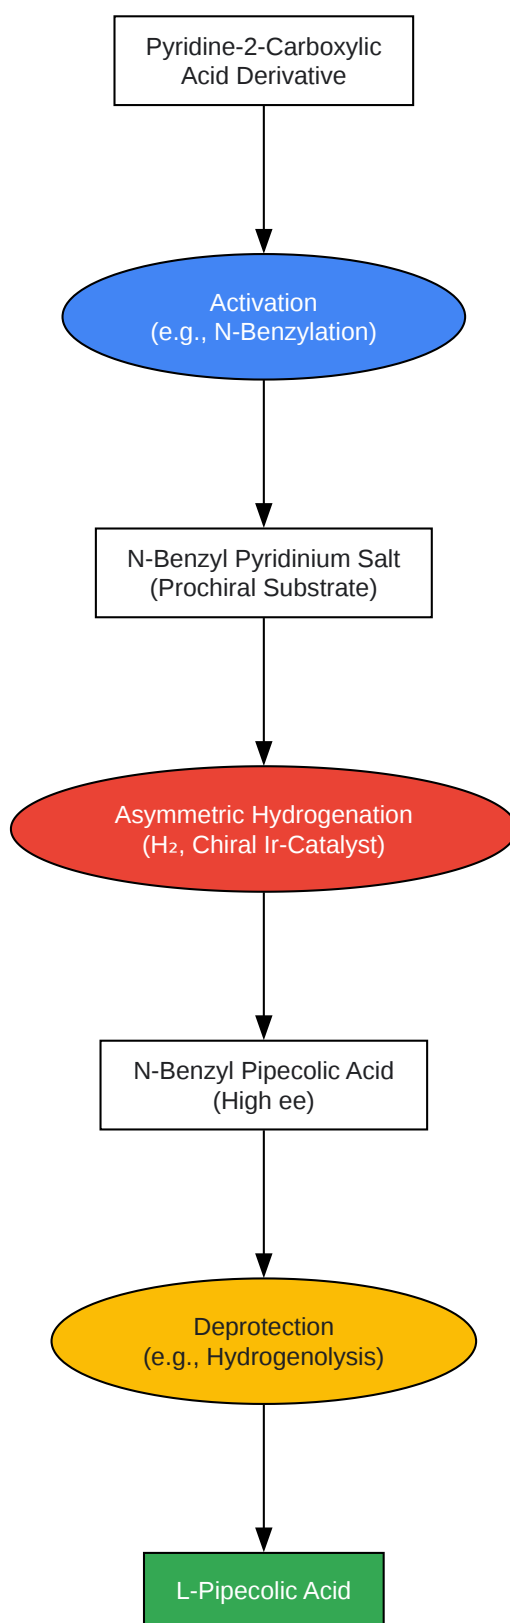 Pyridine-2-Carboxylic
Acid Derivative
Activation
(e.g., N-Benzylation)
N-Benzyl Pyridinium Salt
(Prochiral Substrate)
Asymmetric Hydrogenation
(H₂, Chiral Ir-Catalyst)
N-Benzyl Pipecolic Acid
(High ee)
Deprotection
(e.g., Hydrogenolysis)
L-Pipecolic Acid